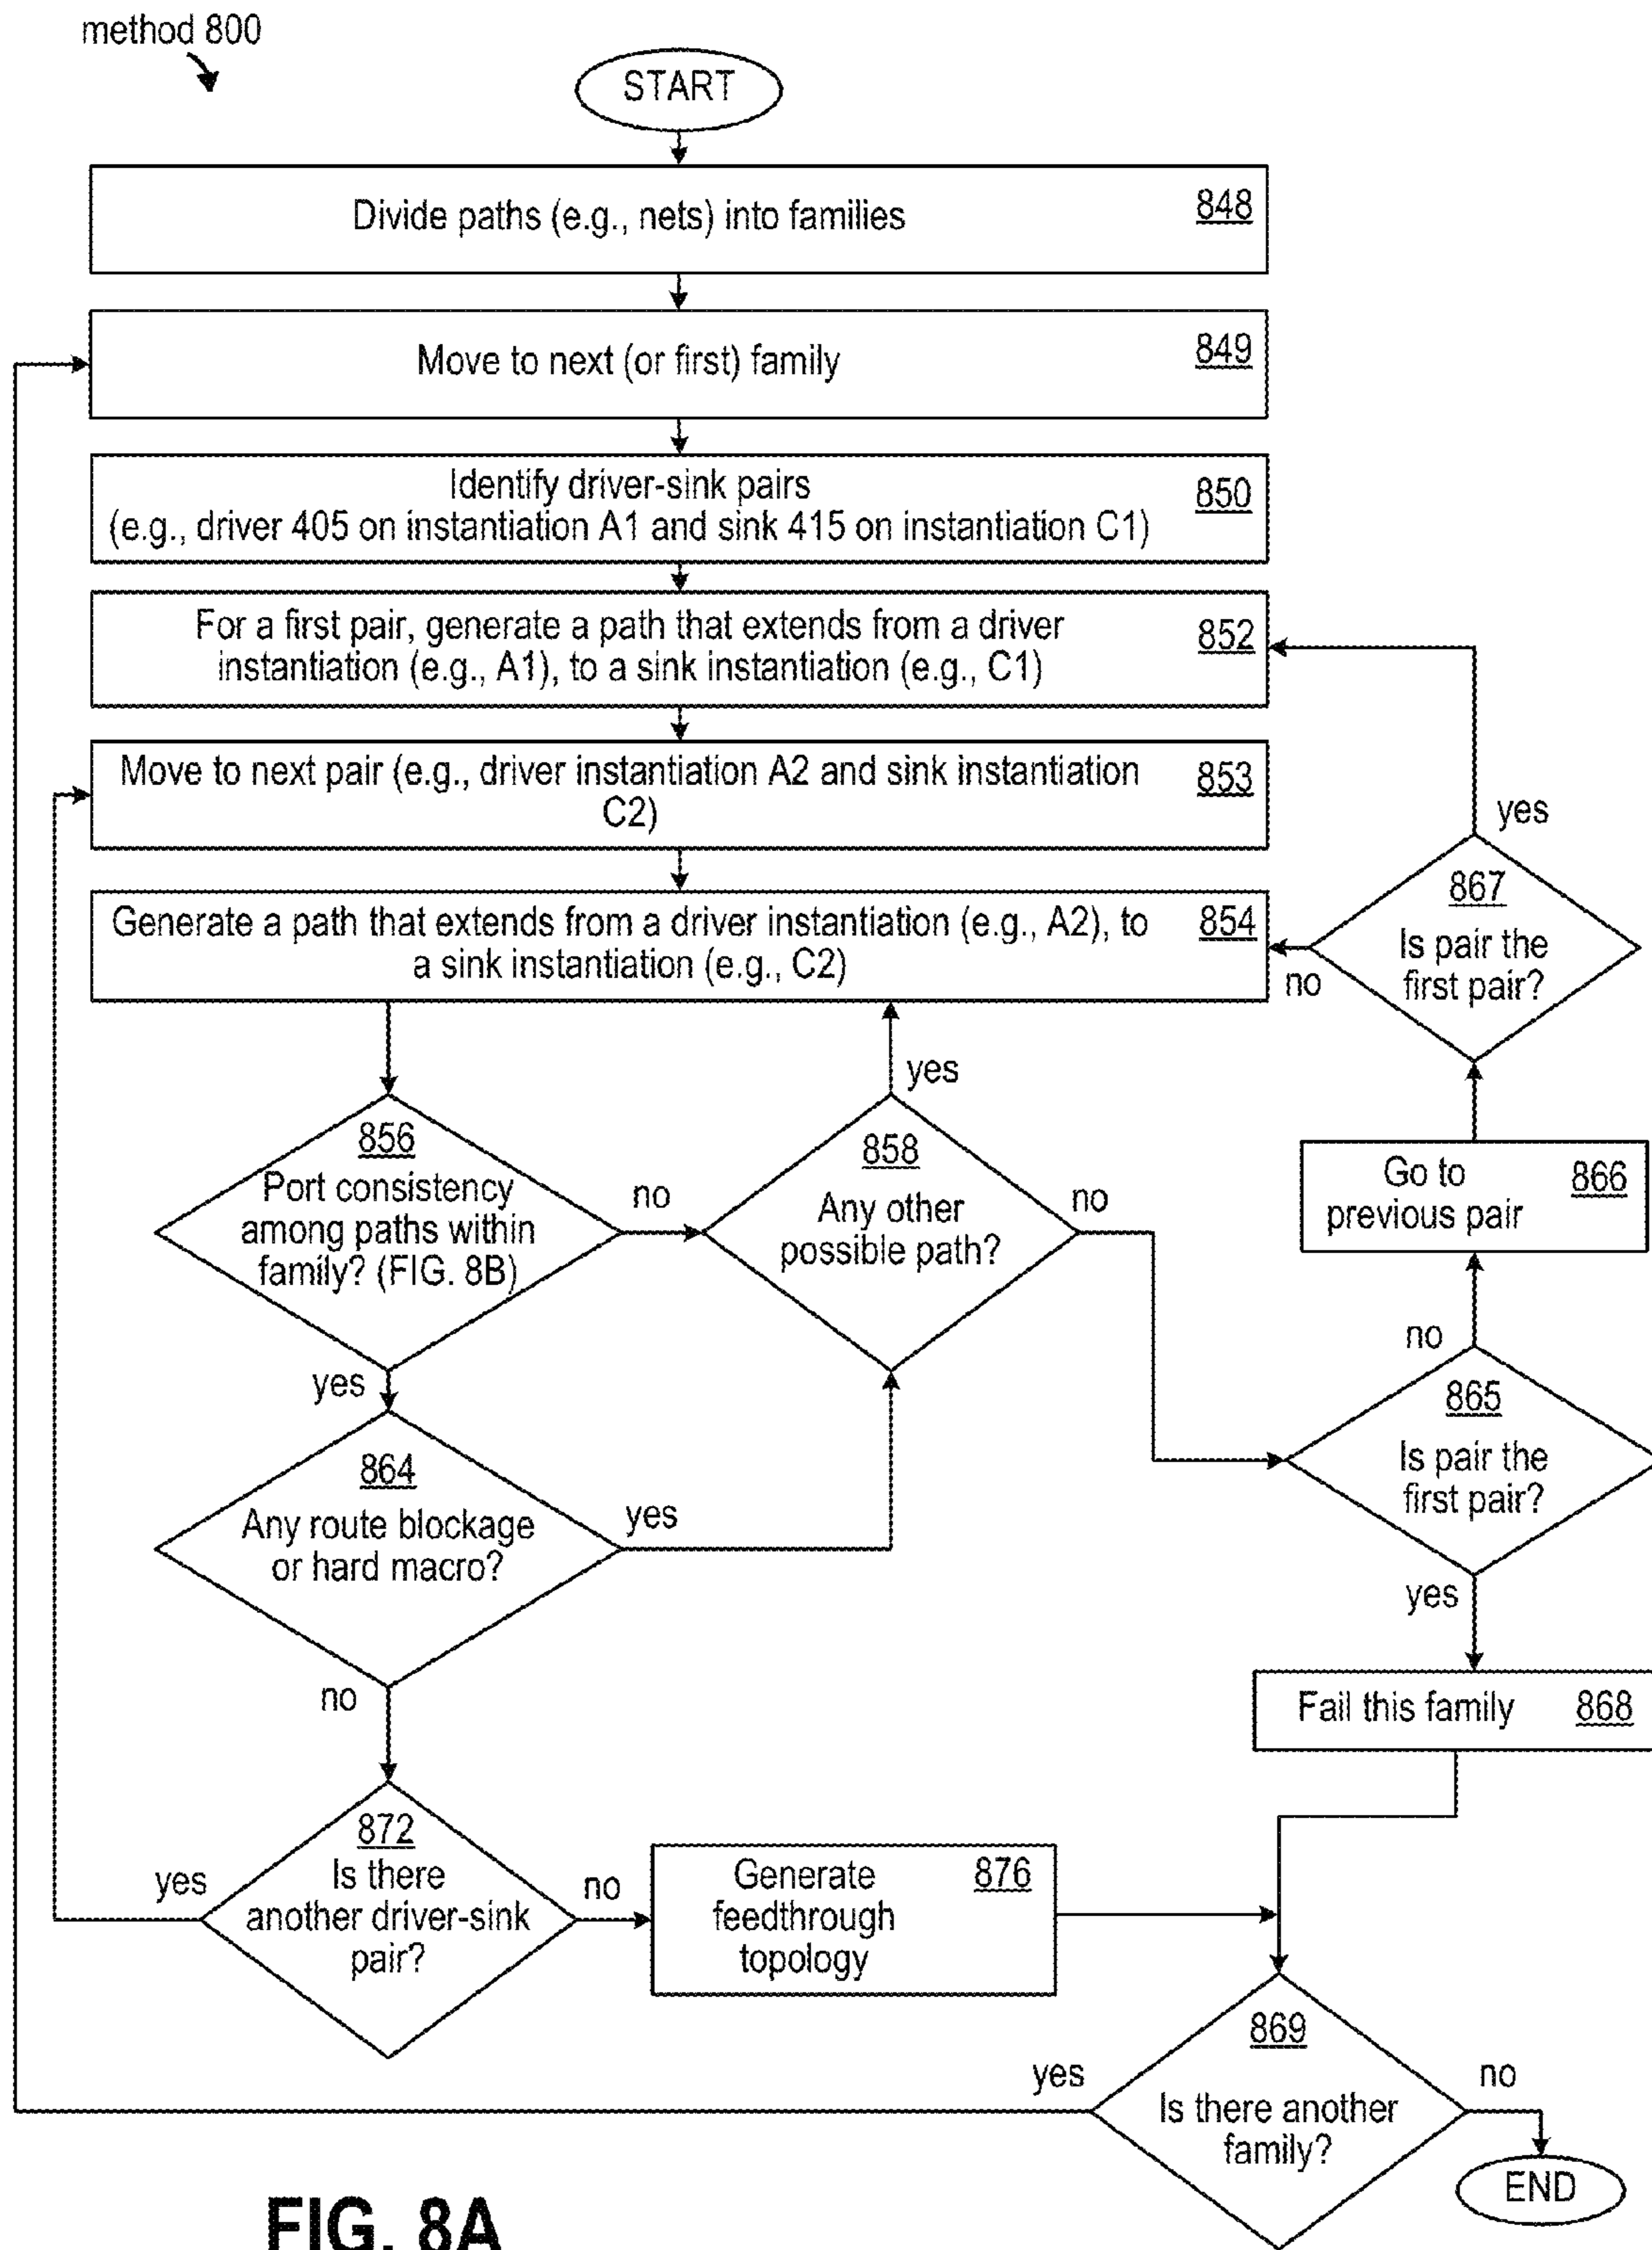 method 800
START
Divide paths (e.g., nets) into families
848
Move to next (or first) family
849
Identify driver-sink pairs
(e.g., driver 405 on instantiation A1 and sink 415 on instantiation C1)
850
For a first pair, generate a path that extends from a driver
instantiation (e.g., A1), to a sink instantiation (e.g., C1)
852
Move to next pair (e.g., driver instantiation A2 and sink instantiation
C2)
853
yes
Generate a path that extends from a driver instantiation (e.g., A2), to
a sink instantiation (e.g., C2)
854
867
Is pair the
first pair?
no
yes
856
Port consistency
among paths within
family? (FIG. 8B)
no
858
Any other
possible path?
no
Go to
previous pair
866
yes
no
864
Any route blockage
or hard macro?
yes
865
Is pair the
first pair?
yes
no
Fail this family
868
872
Is there
another driver-sink
pair?
yes
no
Generate
feedthrough
topology
876
869
Is there another
family?
yes
no
END
FIG. 8A